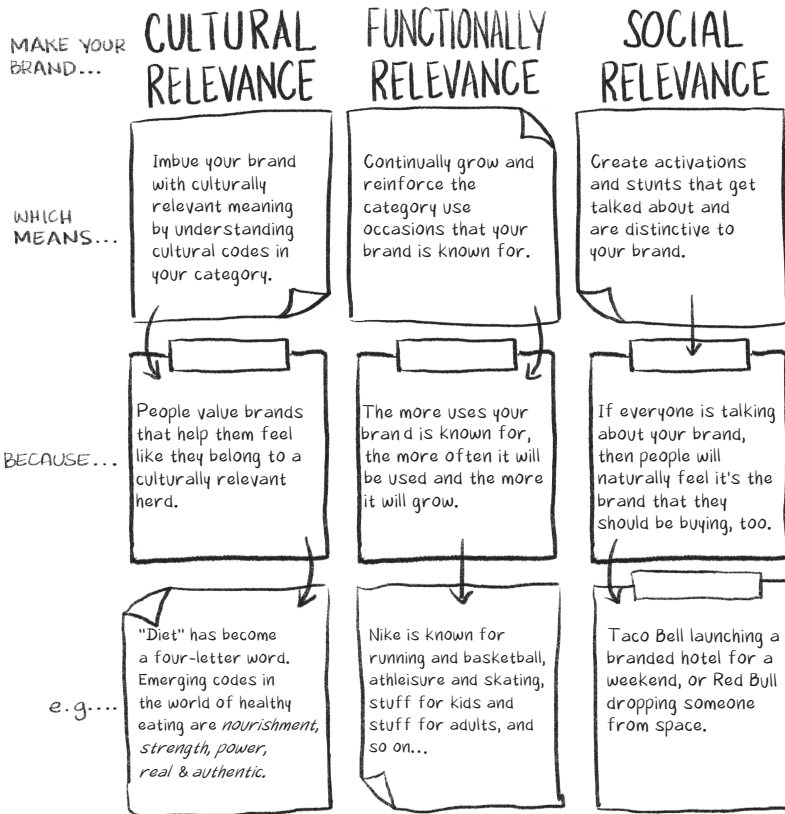 MAKE YOUR
BRAND...
CULTURAL
RELEVANCE
FUNCTIONALLY
RELEVANCE
SOCIAL
RELEVANCE
WHICH
MEANS...
Imbue your brand
with culturally
relevant meaning
by understanding
cultural codes in
your category.
Continually grow and
reinforce the
category use
occasions that your
brand is known for.
Create activations
and stunts that get
talked about and
are distinctive to
your brand.
BECAUSE...
People value brands
that help them feel
like they belong to a
culturally relevant
herd.
The more uses your
brand is known for,
the more often it will
be used and the more
it will grow.
If everyone is talking
about your brand,
then people will
naturally feel it's the
brand that they
should be buying, too.
e.g....
"Diet" has become
a four-letter word.
Emerging codes in
the world of healthy
eating are nourishment,
strength, power,
real & authentic.
Nike is known for
running and basketball,
athleisure and skating,
stuff for kids and
stuff for adults, and
so on...
Taco Bell launching a
branded hotel for a
weekend, or Red Bull
dropping someone
from space.